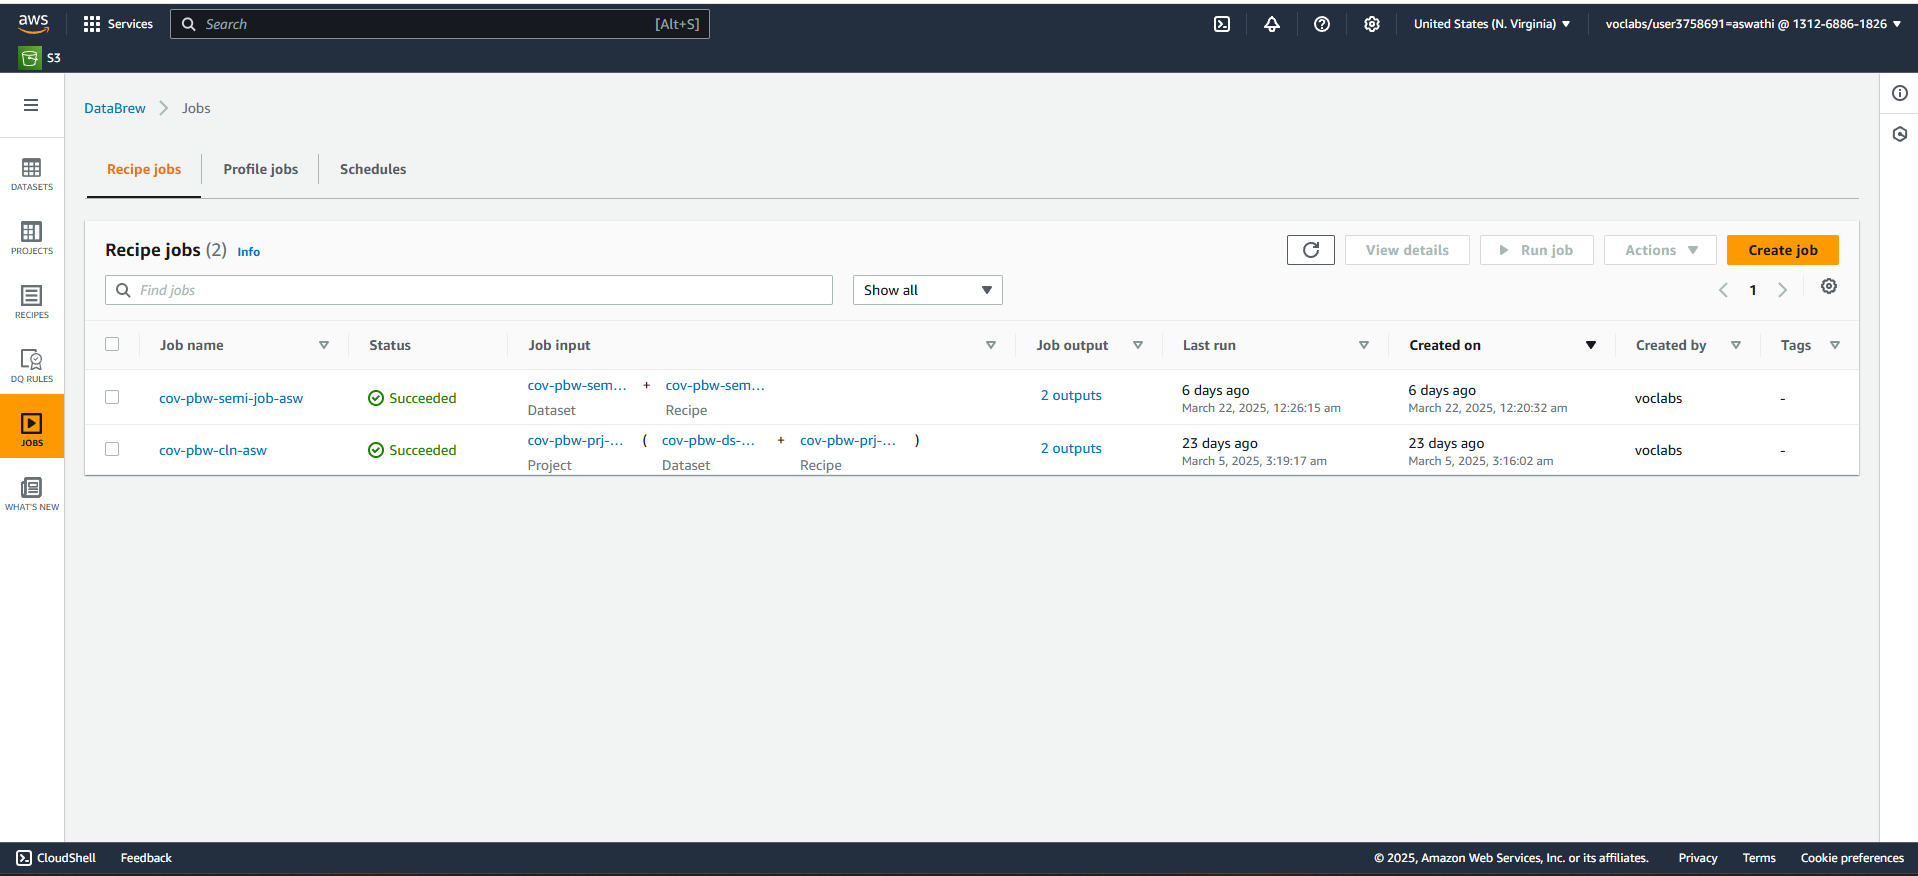 aws
Services
Search
[Alt+S]
United States (N. Virginia)
voclabs/user3758691=aswathi @ 1312-6886-1826
S3
DataBrew
Jobs
DATASETS
PROJECTS
RECIPES
DQ RULES
JOBS
WHAT'S NEW
Recipe jobs
Profile jobs
Schedules
Recipe jobs (2) Info
View details
Run job
Actions
Create job
Find jobs
Show all
1
Job name
Status
Job input
Job output
Last run
Created on
Created by
Tags
cov-pbw-semi-job-asw
Succeeded
cov-pbw-sem... + cov-pbw-sem...
Dataset
Recipe
2 outputs
6 days ago
March 22, 2025, 12:26:15 am
6 days ago
March 22, 2025, 12:20:32 am
voclabs
-
cov-pbw-cln-asw
Succeeded
cov-pbw-prj-... ( cov-pbw-ds-... + cov-pbw-prj-... )
Project
Dataset
Recipe
2 outputs
23 days ago
March 5, 2025, 3:19:17 am
23 days ago
March 5, 2025, 3:16:02 am
voclabs
-
CloudShell
Feedback
© 2025, Amazon Web Services, Inc. or its affiliates.
Privacy
Terms
Cookie preferences